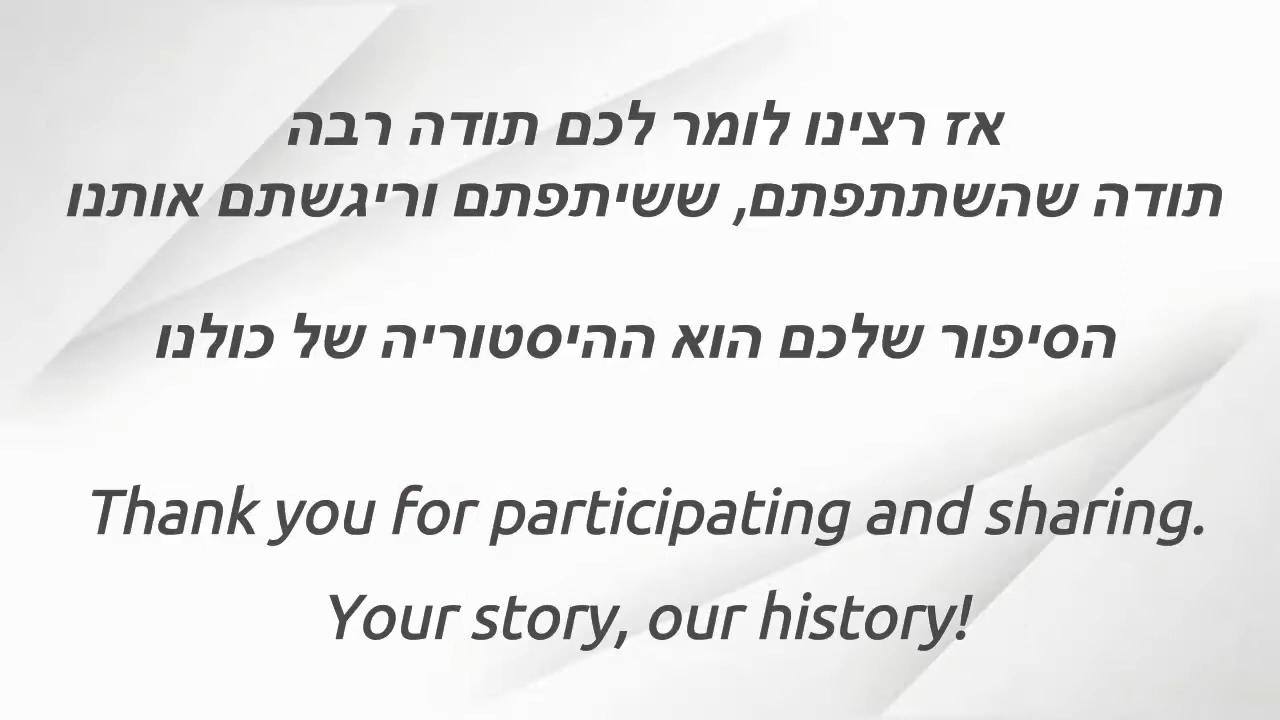 אז רצינו לומר לכם תודה רבה
תודה שהשתתפתם, ששיתפתם וריגשתם אותנו
הסיפור שלכם הוא ההיסטוריה של כולנו
Thank you for participating and sharing.
Your story, our history!